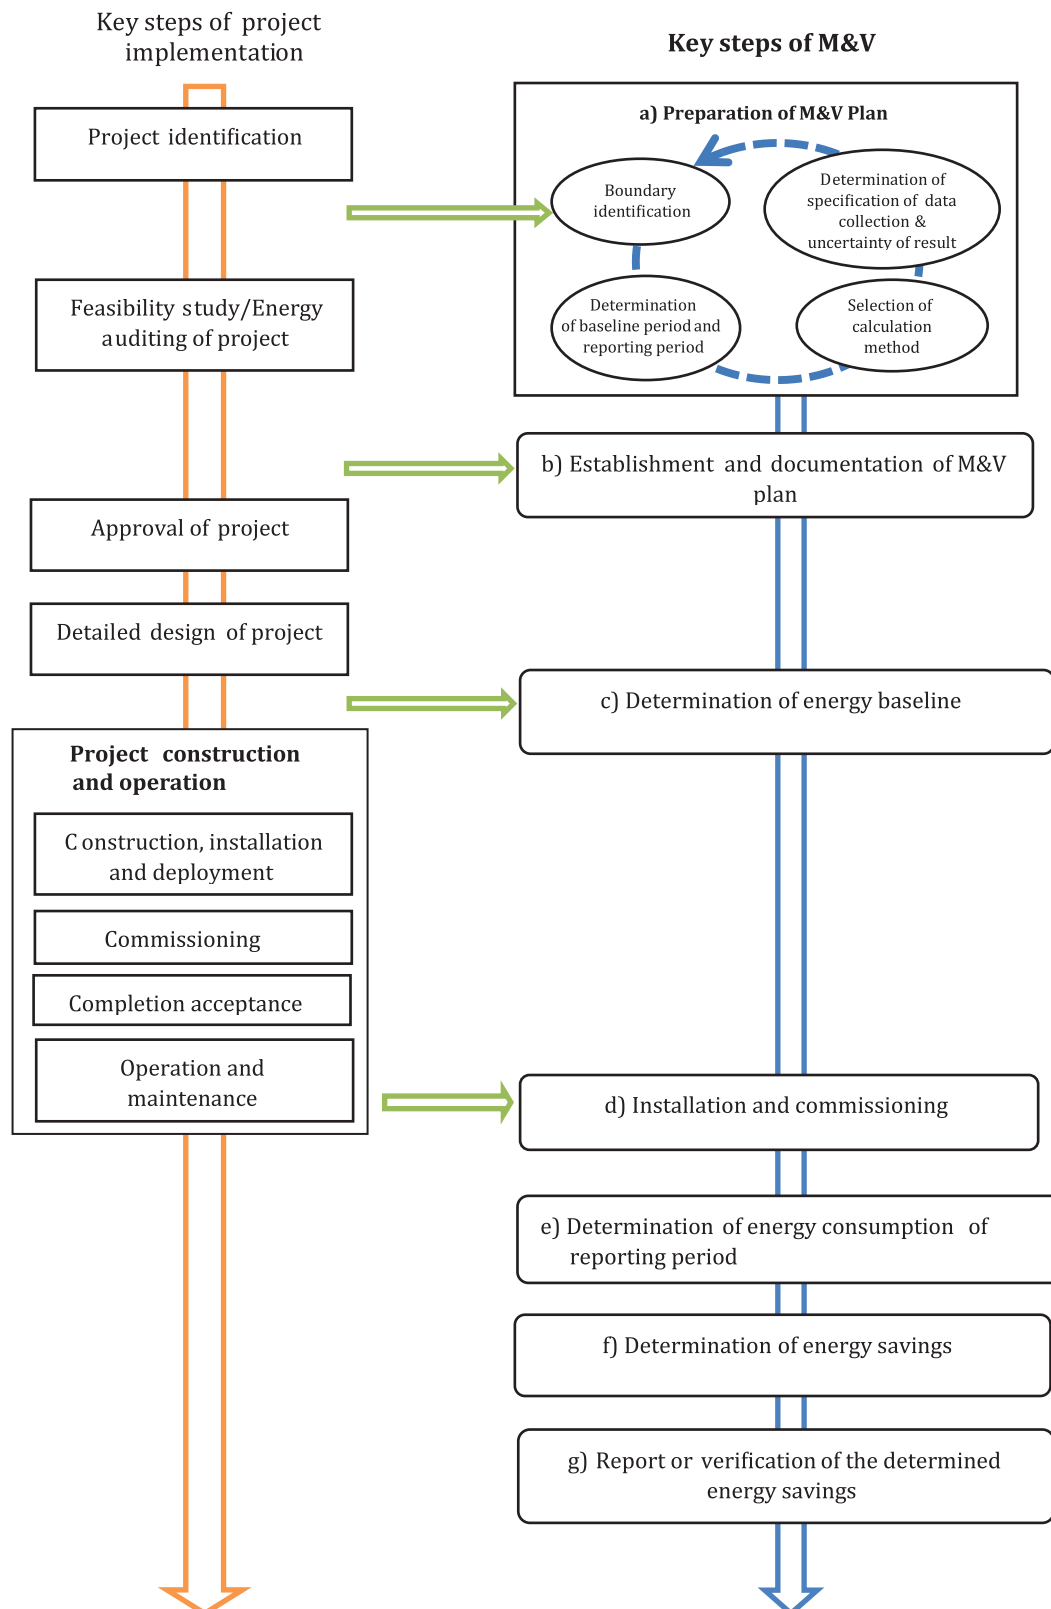 Key steps of project
implementation
Project identification
Feasibility study/Energy
auditing of project
Approval of project
Detailed design of project
Project construction
and operation
C onstruction, installation
and deployment
Commissioning
Completion acceptance
Operation and
maintenance
Key steps of M&V
a) Preparation of M&V Plan
Boundary
identification
Determination of
specification of data
collection &
uncertainty of result
Determination
of baseline period and
reporting period
Selection of
calculation
method
b) Establishment and documentation of M&V
plan
c) Determination of energy baseline
d) Installation and commissioning
e) Determination of energy consumption of
reporting period
f) Determination of energy savings
g) Report or verification of the determined
energy savings